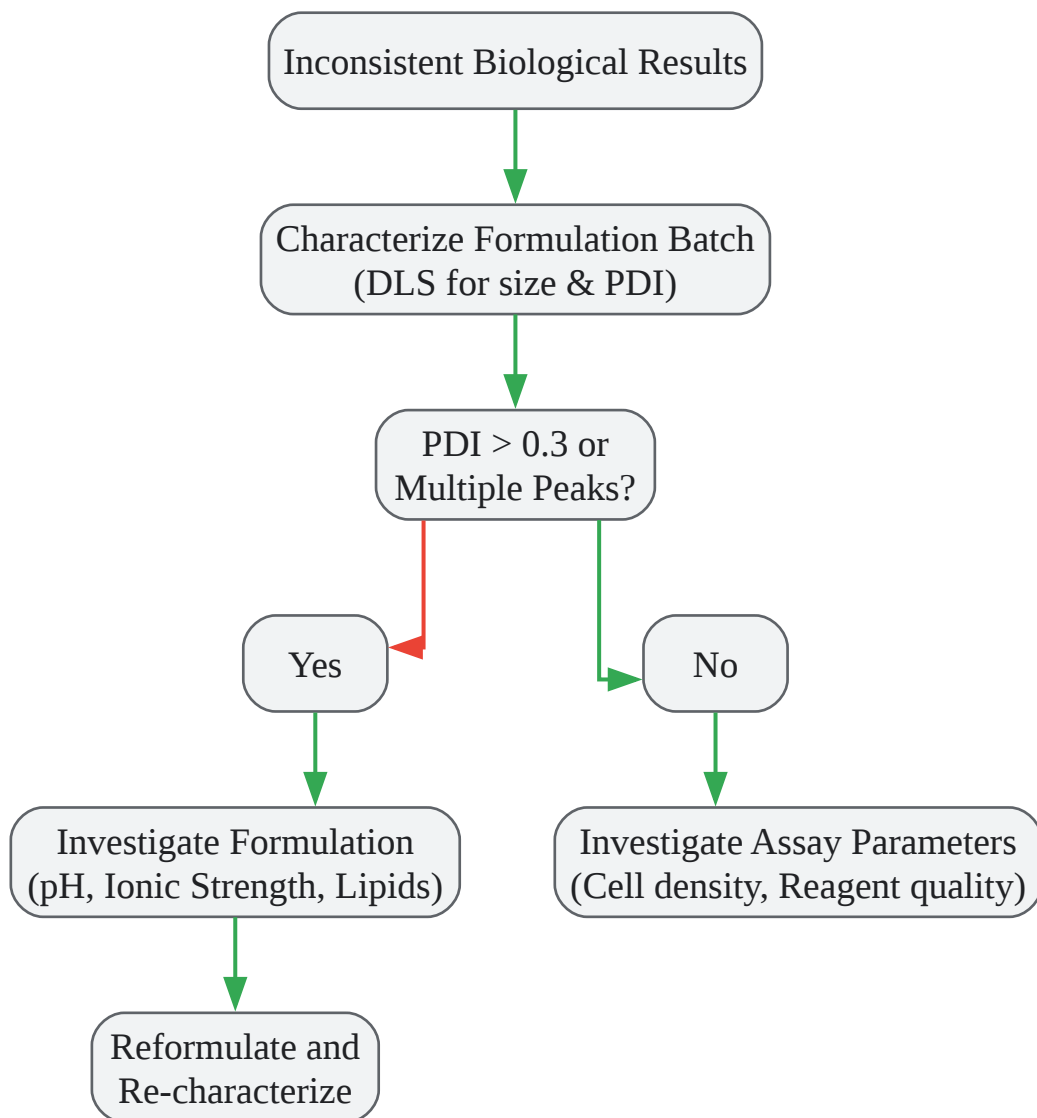 Inconsistent Biological Results
Characterize Formulation Batch
(DLS for size & PDI)
PDI > 0.3 or
Multiple Peaks?
Yes
No
Investigate Formulation
(pH, Ionic Strength, Lipids)
Investigate Assay Parameters
(Cell density, Reagent quality)
Reformulate and
Re-characterize